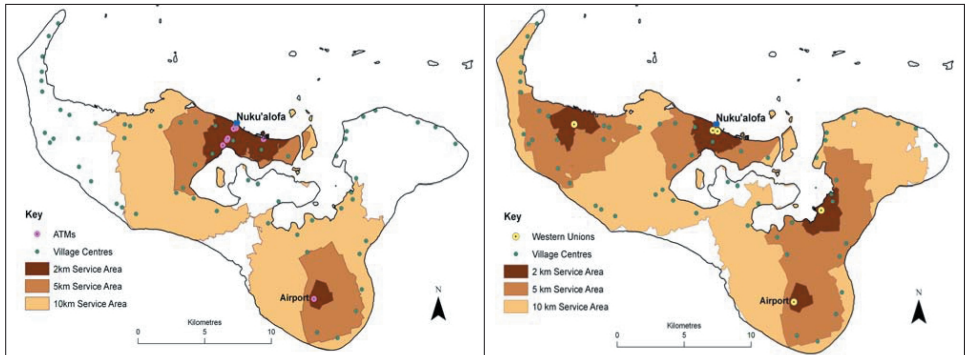 Nuku'alofa
Key
ATMs
Village Centres
2km Service Area
5km Service Area
10km Service Area
Airport
N
Kilometres
0 5 10
Nuku'alofa
Key
Western Unions
Village Centres
2 km Service Area
5 km Service Area
10 km Service Area
Airport
N
Kilometres
0 5 10